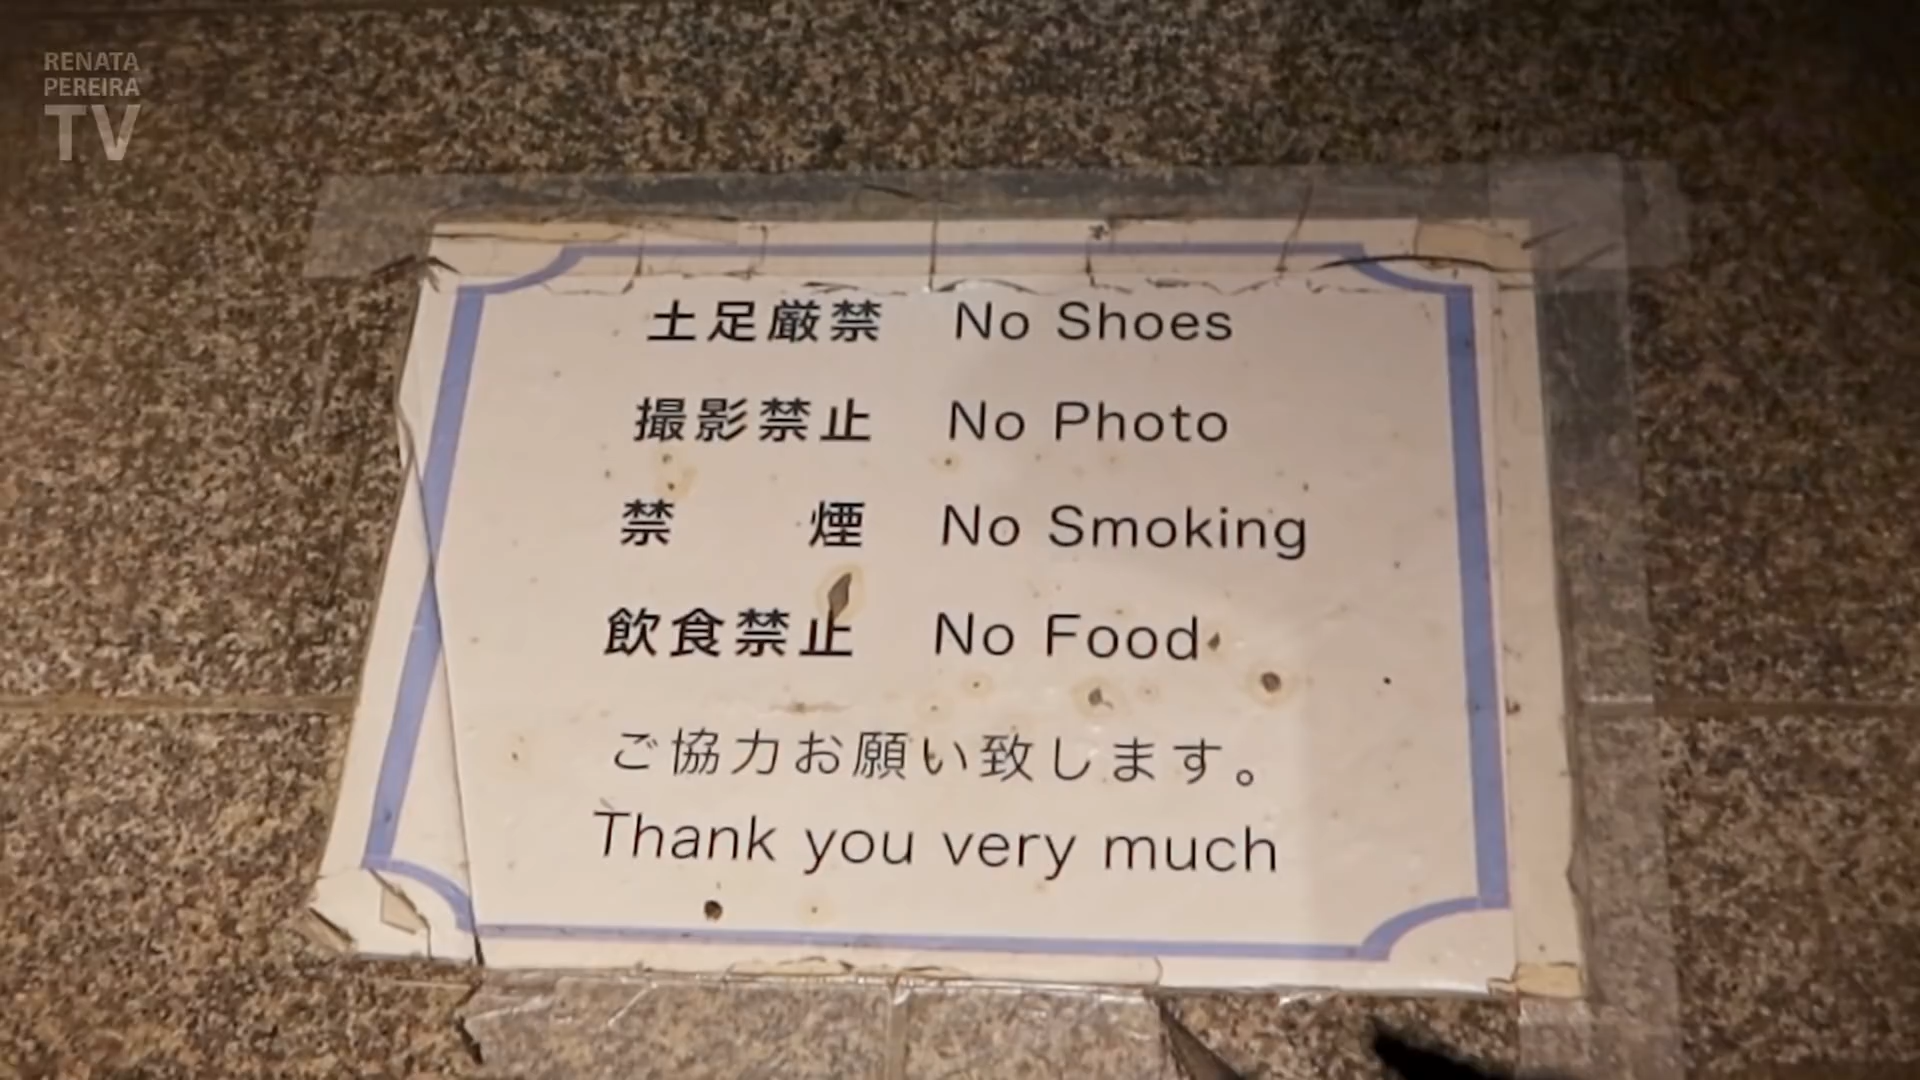 RENATA
PEREIRA
TV
土足厳禁 No Shoes
撮影禁止 No Photo
禁 煙 No Smoking
飲食禁止 No Food
ご協力お願い致します。
Thank you very much